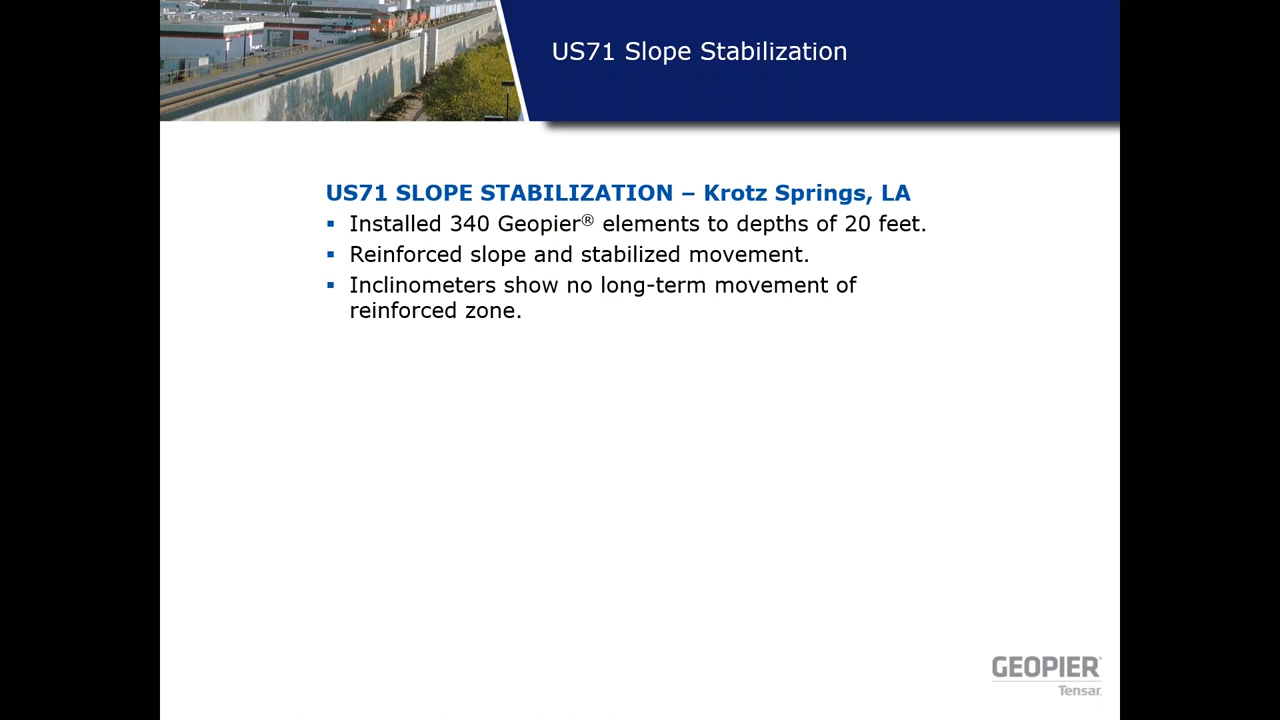 US71 Slope Stabilization
US71 SLOPE STABILIZATION – Krotz Springs, LA
▪ Installed 340 Geopier® elements to depths of 20 feet.
▪ Reinforced slope and stabilized movement.
▪ Inclinometers show no long-term movement of
reinforced zone.
GEOPIER®
Tensar